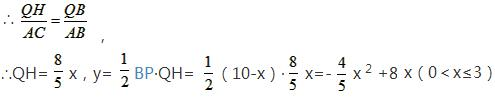 ∴ QH/AC = QB/AB ,
∴QH= 8/5 x , y= 1/2 BP·QH= 1/2 ( 10-x ) · 8/5 x=- 4/5 x² +8 x ( 0<x≤3 )